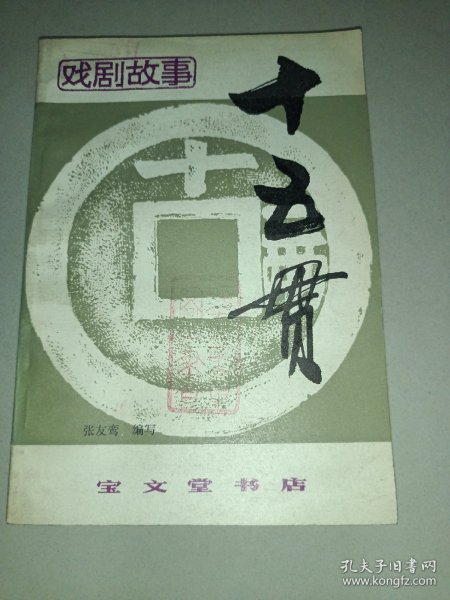 戏剧故事
十五贯
十
张友鸾 编写
宝文堂书店
孔夫子旧书网
www.kongfz.com